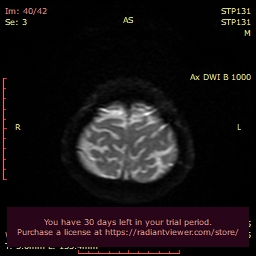 Im: 40/42
Se: 3
AS
STP131
STP131
M
Ax DWI B 1000
R
L
You have 30 days left in your trial period.
Purchase a license at https://radiantviewer.com/store/